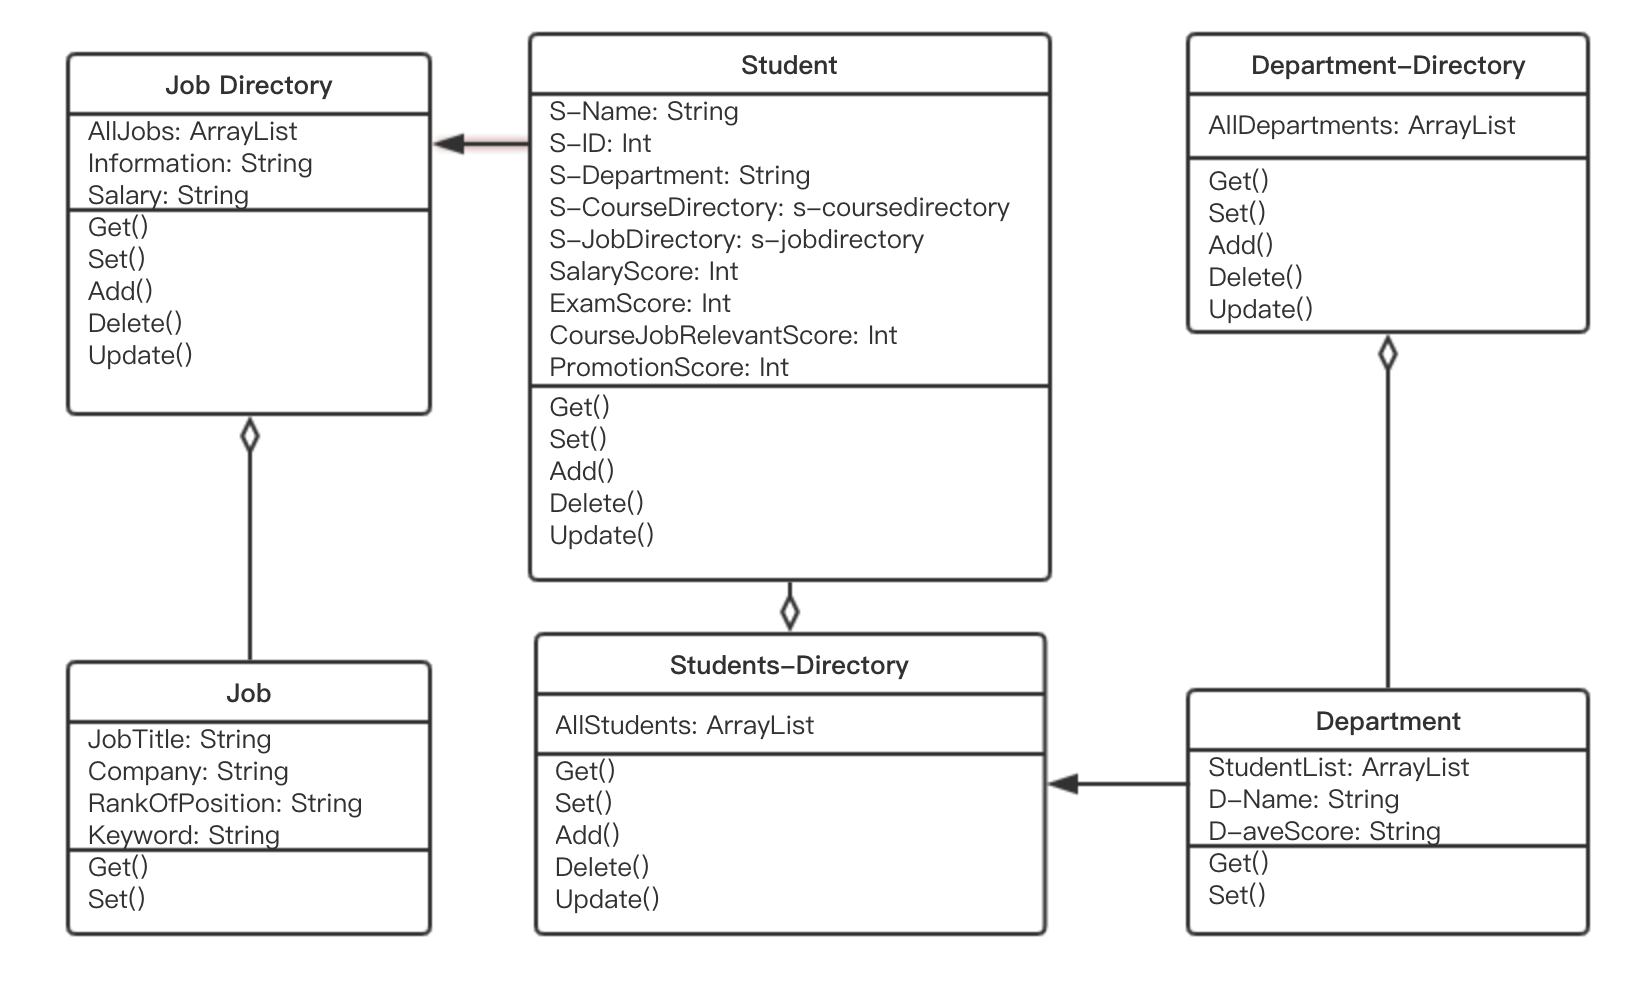 Job Directory
AllJobs: ArrayList
Information: String
Salary: String
Get()
Set()
Add()
Delete()
Update()
Student
S-Name: String
S-ID: Int
S-Department: String
S-CourseDirectory: s-coursedirectory
S-JobDirectory: s-jobdirectory
SalaryScore: Int
ExamScore: Int
CourseJobRelevantScore: Int
PromotionScore: Int
Get()
Set()
Add()
Delete()
Update()
Department-Directory
AllDepartments: ArrayList
Get()
Set()
Add()
Delete()
Update()
Job
JobTitle: String
Company: String
RankOfPosition: String
Keyword: String
Get()
Set()
Students-Directory
AllStudents: ArrayList
Get()
Set()
Add()
Delete()
Update()
Department
StudentList: ArrayList
D-Name: String
D-aveScore: String
Get()
Set()